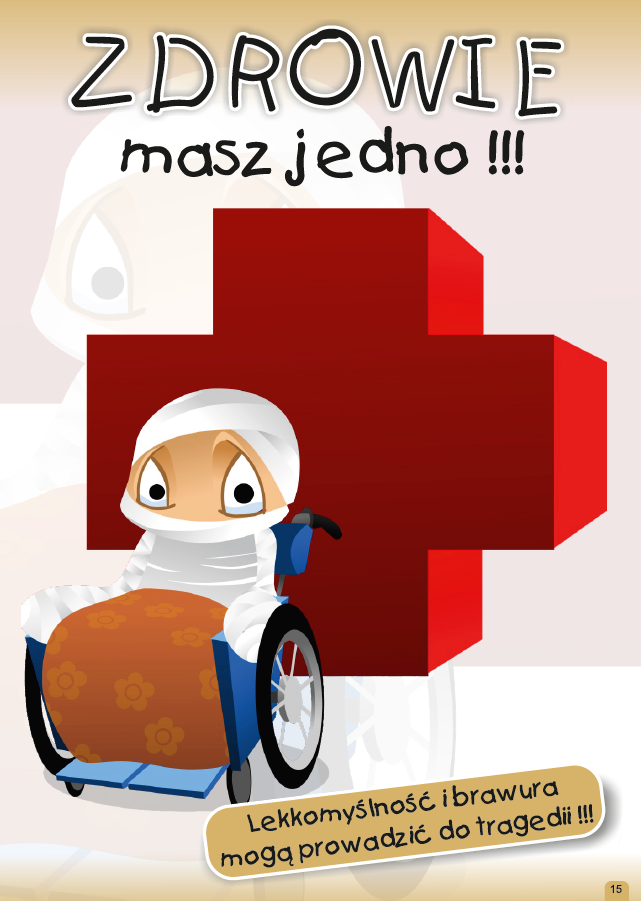 ZDROWIE
masz jedno !!!
Lekkomyślność i brawura
mogą prowadzić do tragedii !!!
15